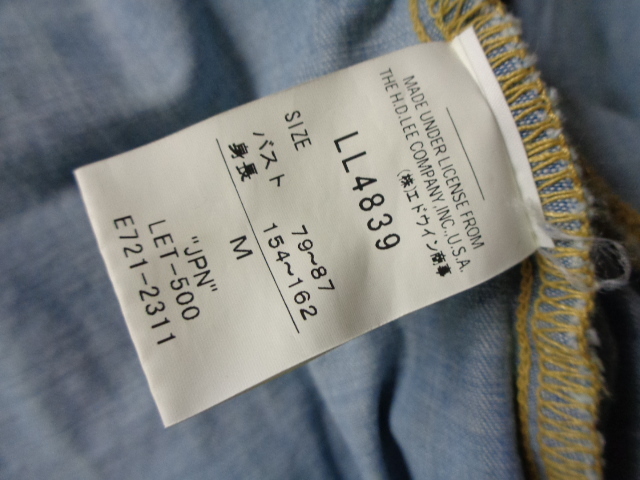 MADE UNDER LICENSE FROM
THE H.D.LEE COMPANY,INC,U.S.A.
(株)エドウイン商事
LL4839
SIZE
バスト 79~87
身長 154~162
M
"JPN"
LET-500
E721-2311